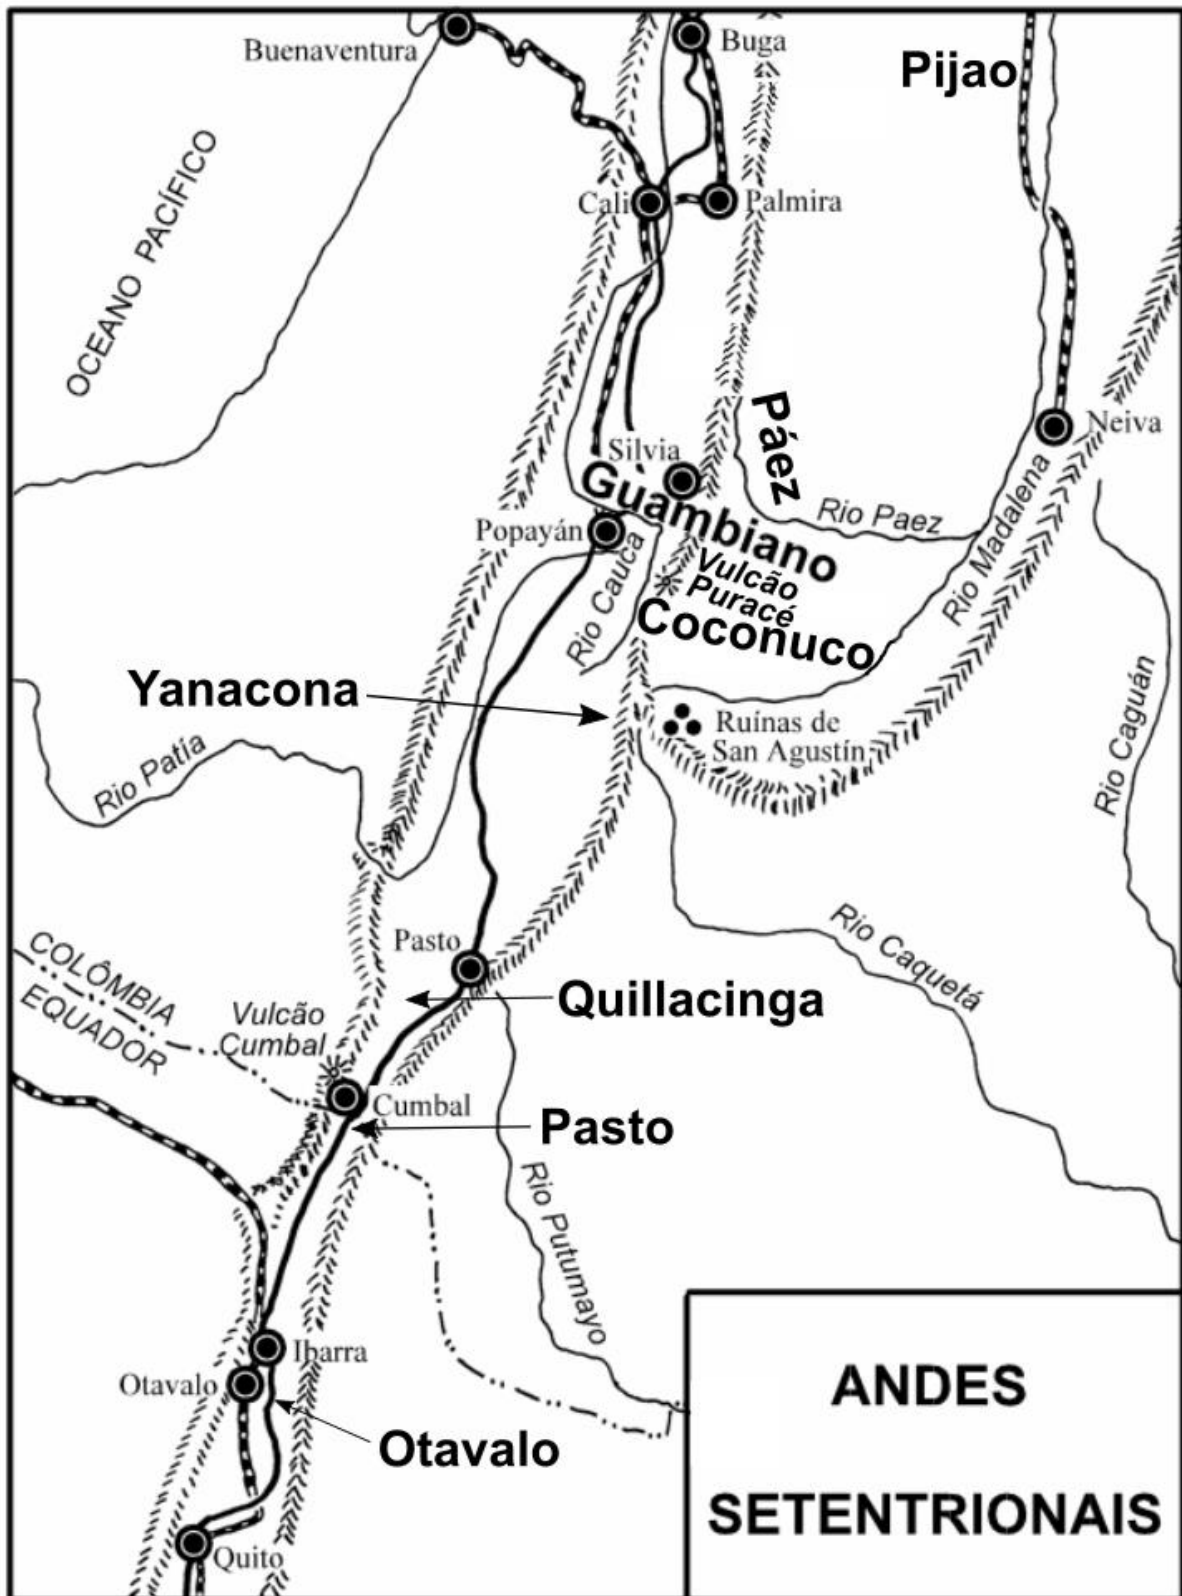 Buenaventura
Buga
Pijao
OCEANO PACÍFICO
Cali
Palmira
Páez
Neiva
Silvia
Guambiano
Rio Paez
Popayán
Rio Cauca
Rio Madalena
Vulcão
Puracé
Coconuco
Yanacona
Ruínas de
San Agustín
Rio Patía
Rio Caguán
Rio Caquetá
Pasto
COLÔMBIA
EQUADOR
Quillacinga
Vulcão
Cumbal
Cumbal
Pasto
Rio Putumayo
Ibarra
Otavalo
Otavalo
Quito
ANDES
SETENTRIONAIS